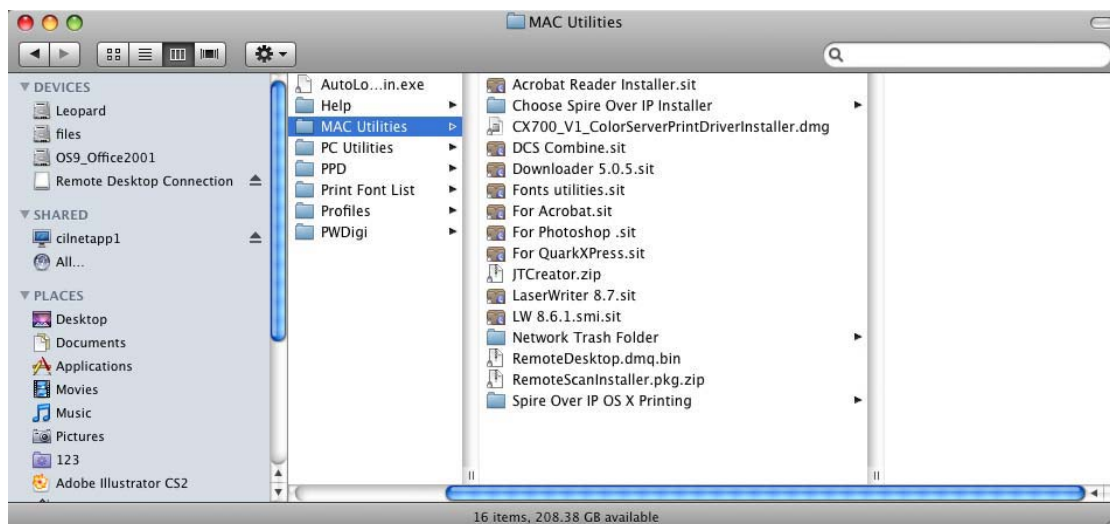 MAC Utilities
DEVICES
Leopard
files
OS9_Office2001
Remote Desktop Connection
SHARED
cilnetapp1
All...
PLACES
Desktop
Documents
Applications
Movies
Music
Pictures
123
Adobe Illustrator CS2
AutoLo...in.exe
Help
MAC Utilities
PC Utilities
PPD
Print Font List
Profiles
PWDigi
Acrobat Reader Installer.sit
Choose Spire Over IP Installer
CX700_V1_ColorServerPrintDriverInstaller.dmg
DCS Combine.sit
Downloader 5.0.5.sit
Fonts utilities.sit
For Acrobat.sit
For Photoshop .sit
For QuarkXPress.sit
JTCreator.zip
LaserWriter 8.7.sit
LW 8.6.1.smi.sit
Network Trash Folder
RemoteDesktop.dmq.bin
RemoteScanInstaller.pkg.zip
Spire Over IP OS X Printing
16 items, 208.38 GB available